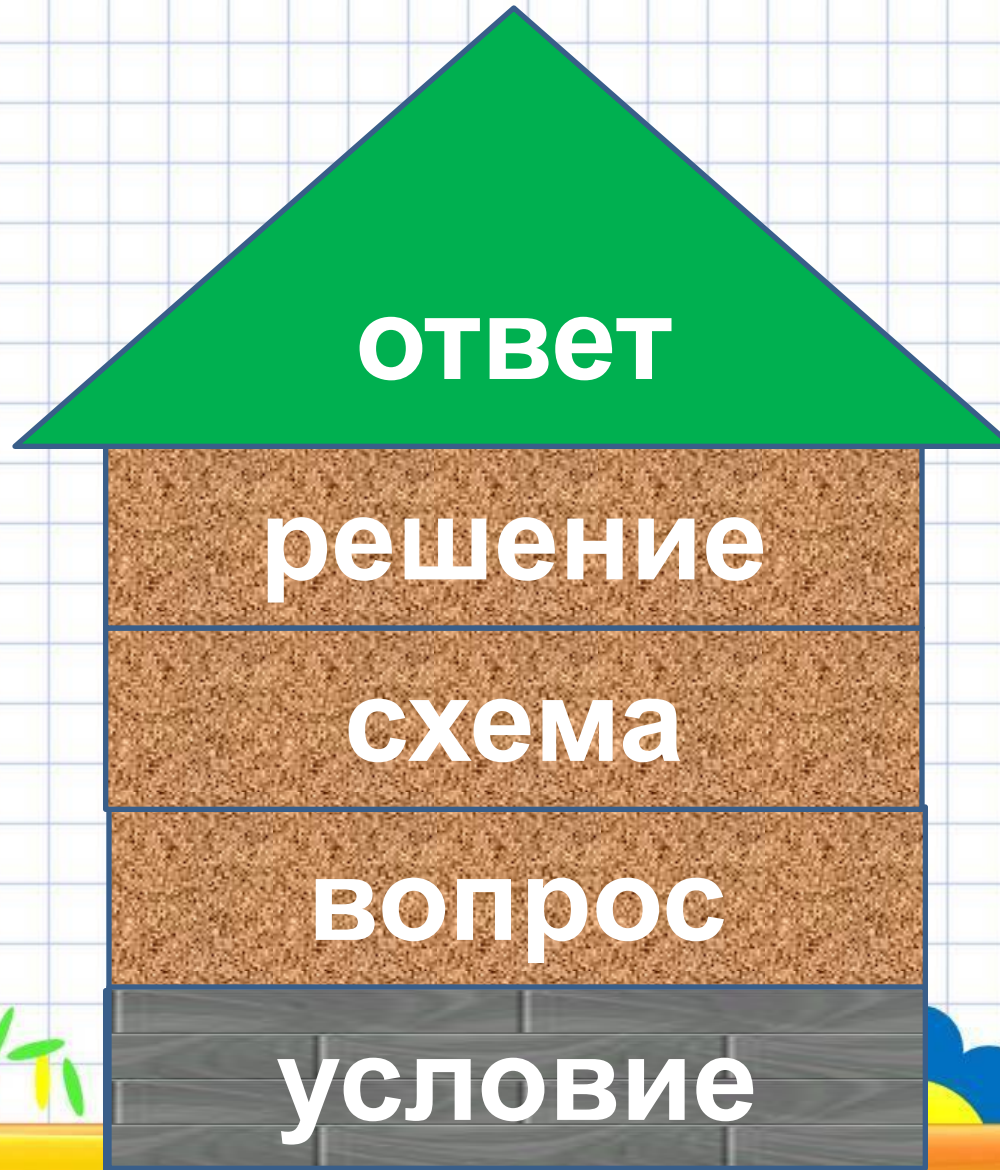 ответ
решение
схема
вопрос
условие